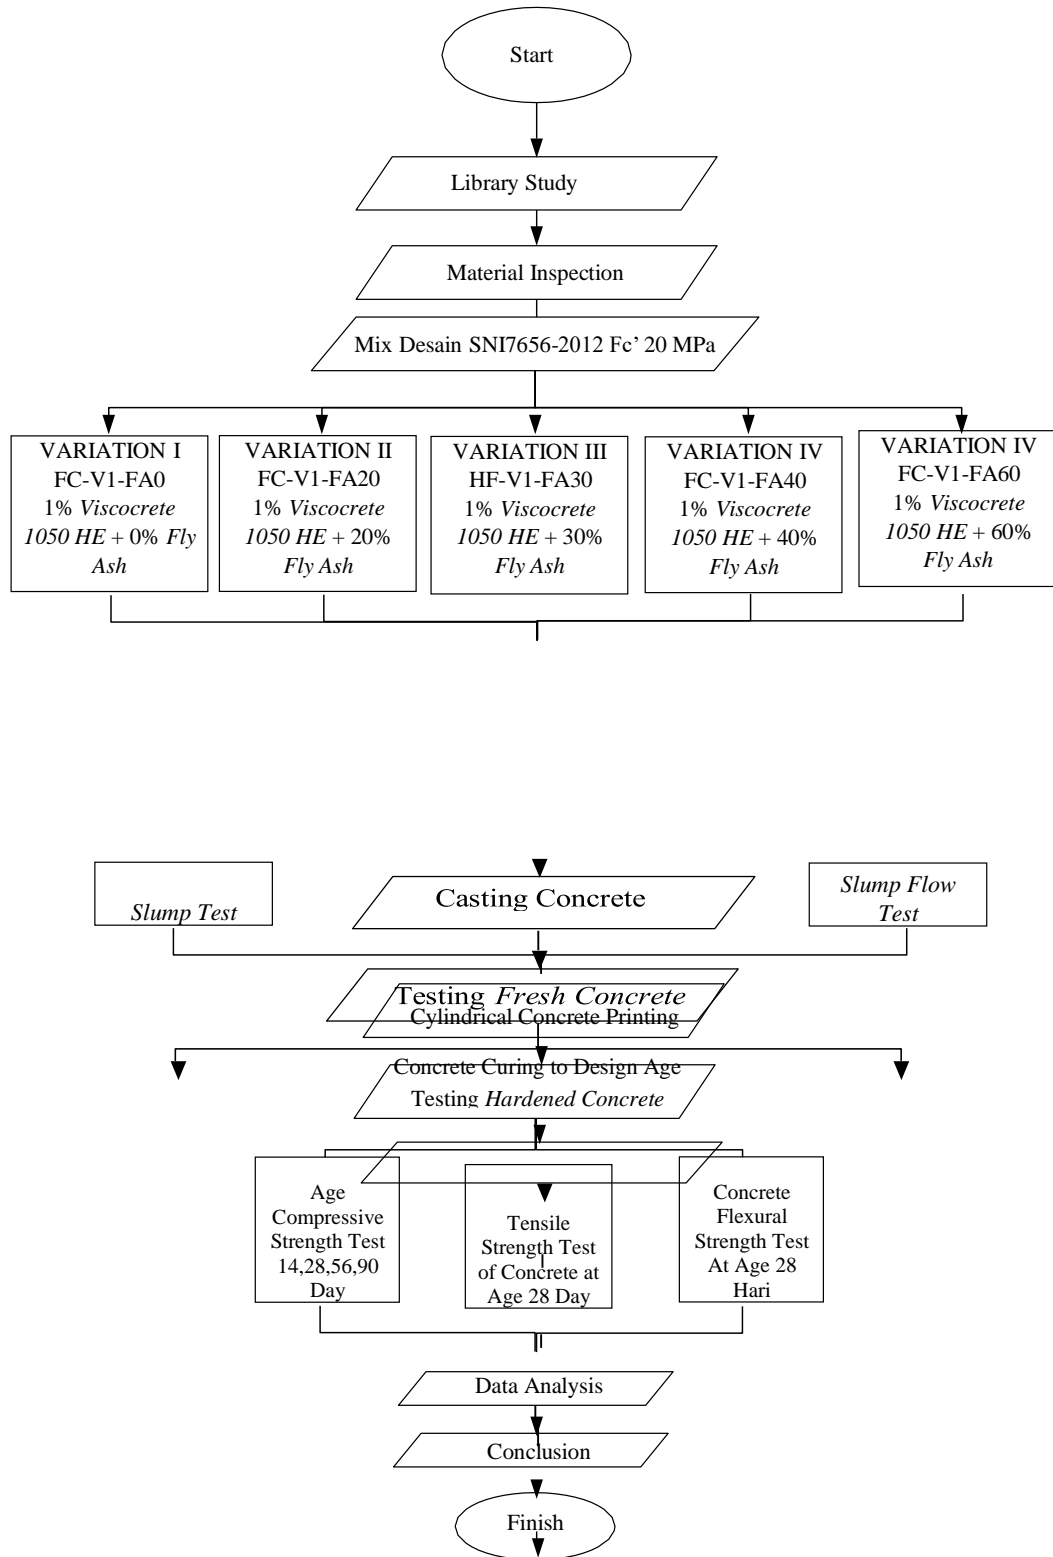 Start
Library Study
Material Inspection
Mix Desain SNI7656-2012 Fc’ 20 MPa
VARIATION I
FC-V1-FA0
1% Viscocrete
1050 HE + 0% Fly
Ash
VARIATION II
FC-V1-FA20
1% Viscocrete
1050 HE + 20%
Fly Ash
VARIATION III
HF-V1-FA30
1% Viscocrete
1050 HE + 30%
Fly Ash
VARIATION IV
FC-V1-FA40
1% Viscocrete
1050 HE + 40%
Fly Ash
VARIATION IV
FC-V1-FA60
1% Viscocrete
1050 HE + 60%
Fly Ash
Slump Test
Casting Concrete
Slump Flow
Test
Testing Fresh Concrete
Cylindrical Concrete Printing
Concrete Curing to Design Age
Testing Hardened Concrete
Age
Compressive
Strength Test
14,28,56,90
Day
Tensile
Strength Test
of Concrete at
Age 28 Day
Concrete
Flexural
Strength Test
At Age 28
Hari
Data Analysis
Conclusion
Finish